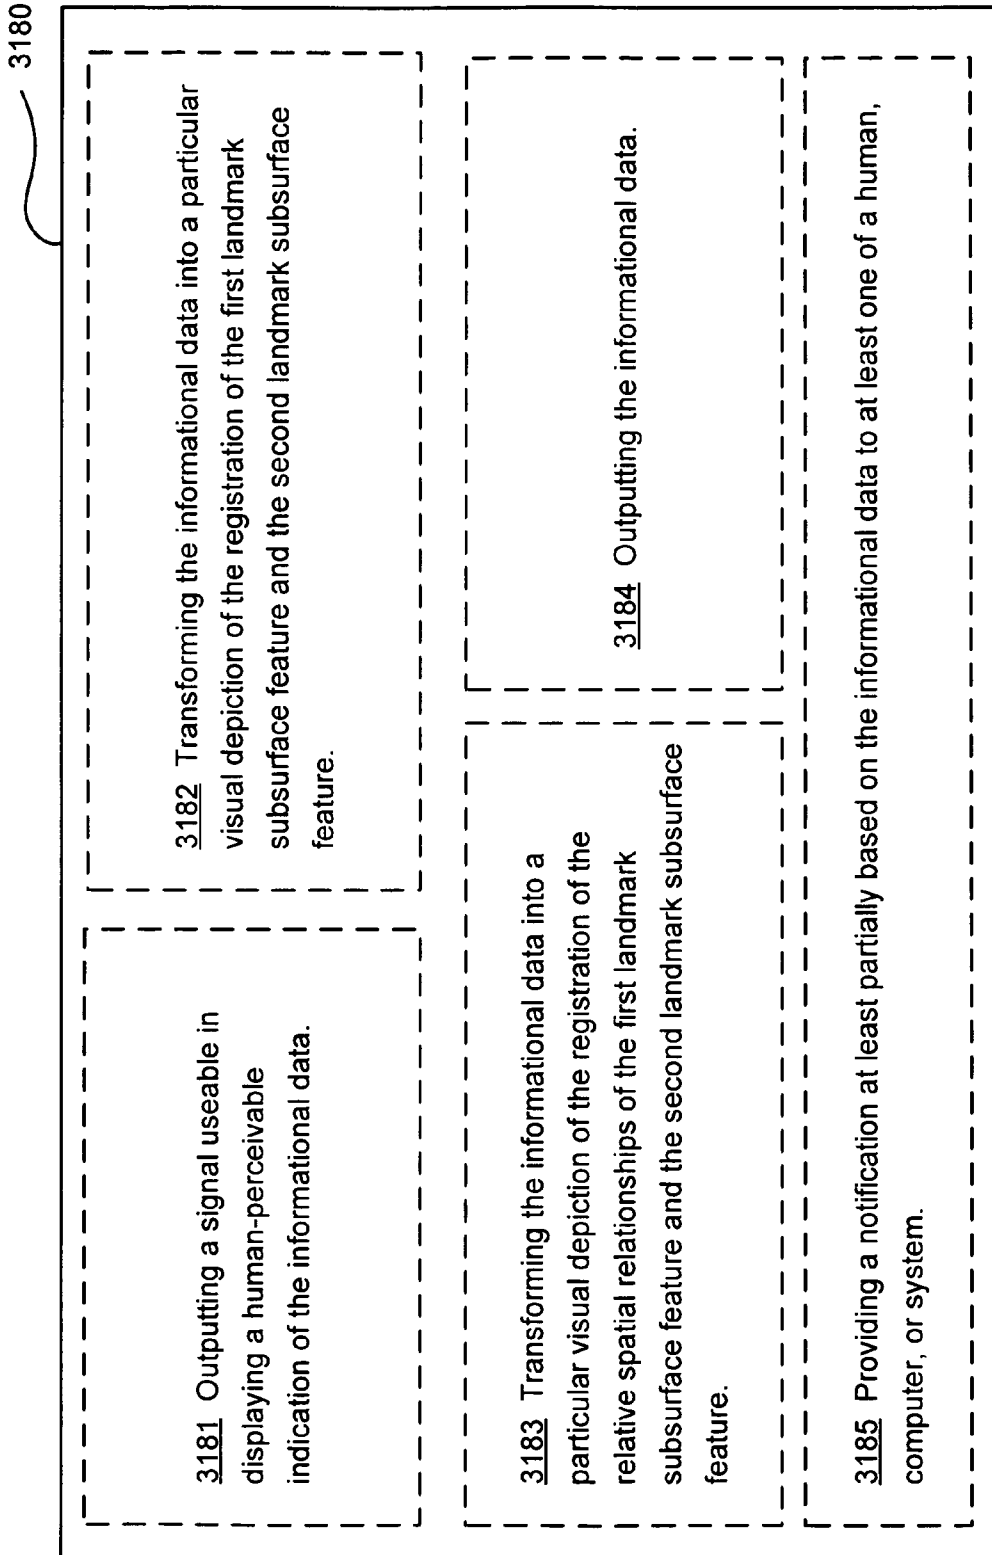 3180
3181 Outputting a signal useable in
displaying a human-perceivable
indication of the informational data.
3182 Transforming the informational data into a particular
visual depiction of the registration of the first landmark
subsurface feature and the second landmark subsurface
feature.
3183 Transforming the informational data into a
particular visual depiction of the registration of the
relative spatial relationships of the first landmark
subsurface feature and the second landmark subsurface
feature.
3184 Outputting the informational data.
3185 Providing a notification at least partially based on the informational data to at least one of a human,
computer, or system.